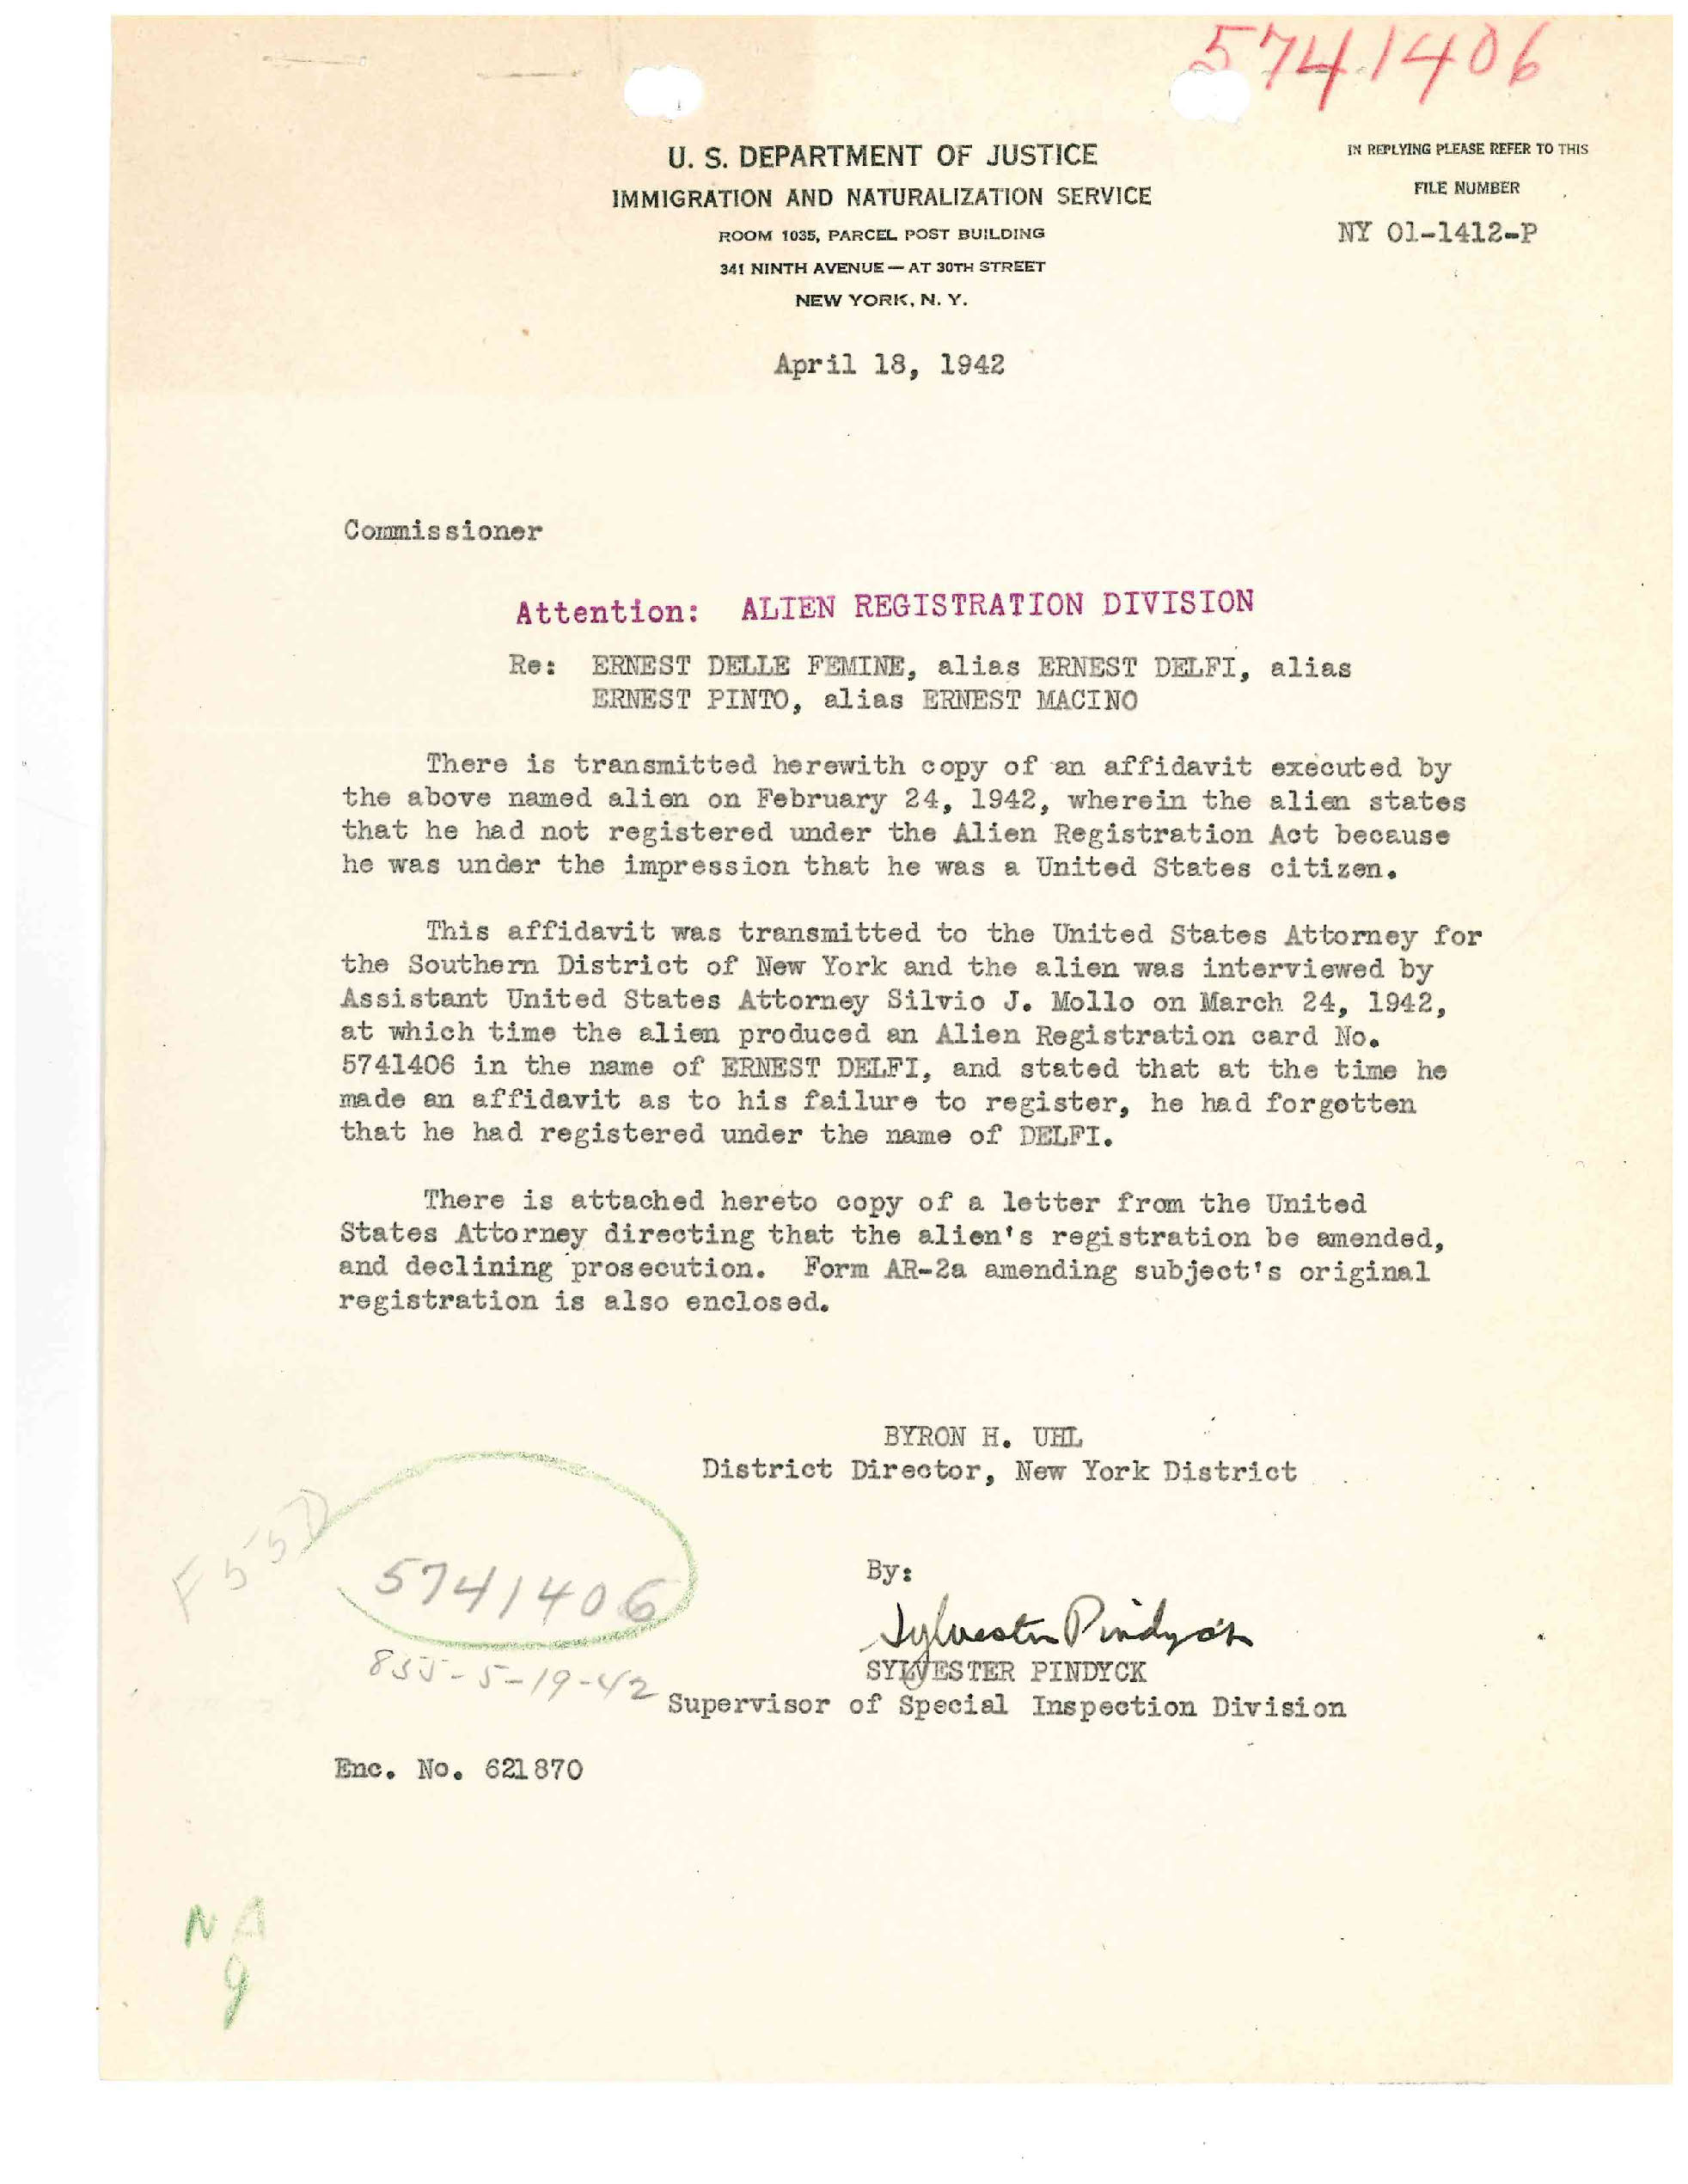 5741406
U. S. DEPARTMENT OF JUSTICE
IMMIGRATION AND NATURALIZATION SERVICE
ROOM 1035, PARCEL POST BUILDING
341 NINTH AVENUE — AT 30TH STREET
NEW YORK, N. Y.
IN REPLYING PLEASE REFER TO THIS
FILE NUMBER
NY 01-1412-P
April 18, 1942
Commissioner
Attention: ALIEN REGISTRATION DIVISION
Re: ERNEST DELLE FEMINE, alias ERNEST DELFI, alias
ERNEST PINTO, alias ERNEST MACINO
There is transmitted herewith copy of an affidavit executed by
the above named alien on February 24, 1942, wherein the alien states
that he had not registered under the Alien Registration Act because
he was under the impression that he was a United States citizen.
This affidavit was transmitted to the United States Attorney for
the Southern District of New York and the alien was interviewed by
Assistant United States Attorney Silvio J. Mollo on March 24, 1942,
at which time the alien produced an Alien Registration card No.
5741406 in the name of ERNEST DELFI, and stated that at the time he
made an affidavit as to his failure to register, he had forgotten
that he had registered under the name of DELFI.
There is attached hereto copy of a letter from the United
States Attorney directing that the alien's registration be amended,
and declining prosecution. Form AR-2a amending subject's original
registration is also enclosed.
BYRON H. UHL
District Director, New York District
By:
Sylvester Pindyck
SYLVESTER PINDYCK
Supervisor of Special Inspection Division
F55D
5741406
855-5-19-42
Enc. No. 621870
N A